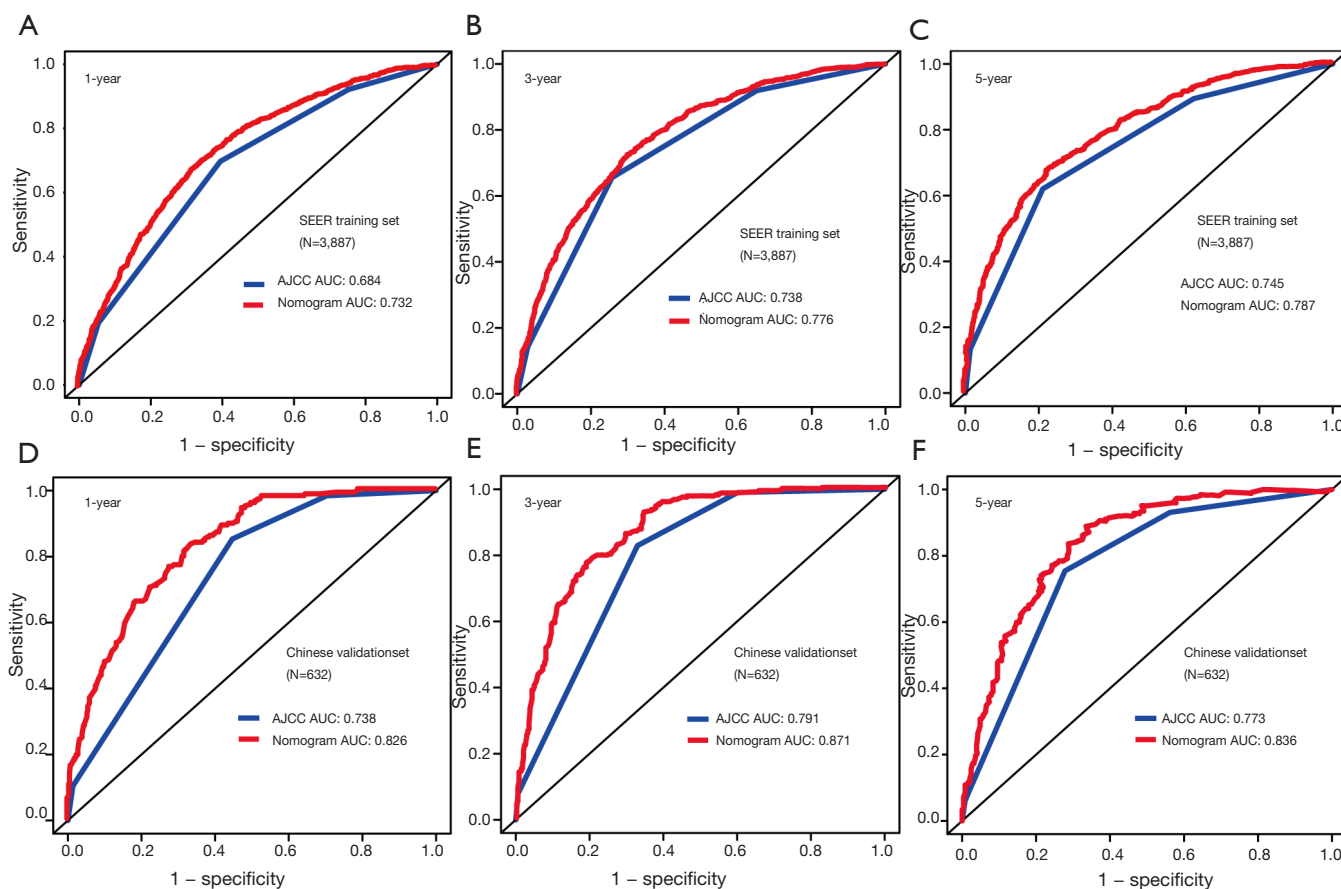 A
1-year
1.0
0.8
0.6
0.4
0.2
0.0
Sensitivity
SEER training set
(N=3,887)
AJCC AUC: 0.684
Nomogram AUC: 0.732
0.0 0.2 0.4 0.6 0.8 1.0
1 – specificity
B
3-year
1.0
0.8
0.6
0.4
0.2
0.0
Sensitivity
SEER training set
(N=3,887)
AJCC AUC: 0.738
Nomogram AUC: 0.776
0.0 0.2 0.4 0.6 0.8 1.0
1 – specificity
C
5-year
1.0
0.8
0.6
0.4
0.2
0.0
Sensitivity
SEER training set
(N=3,887)
AJCC AUC: 0.745
Nomogram AUC: 0.787
0.0 0.2 0.4 0.6 0.8 1.0
1 – specificity
D
1-year
1.0
0.8
0.6
0.4
0.2
0.0
Sensitivity
Chinese validationset
(N=632)
AJCC AUC: 0.738
Nomogram AUC: 0.826
0.0 0.2 0.4 0.6 0.8 1.0
1 – specificity
E
3-year
1.0
0.8
0.6
0.4
0.2
0.0
Sensitivity
Chinese validationset
(N=632)
AJCC AUC: 0.791
Nomogram AUC: 0.871
0.0 0.2 0.4 0.6 0.8 1.0
1 – specificity
F
5-year
1.0
0.8
0.6
0.4
0.2
0.0
Sensitivity
Chinese validationset
(N=632)
AJCC AUC: 0.773
Nomogram AUC: 0.836
0.0 0.2 0.4 0.6 0.8 1.0
1 – specificity